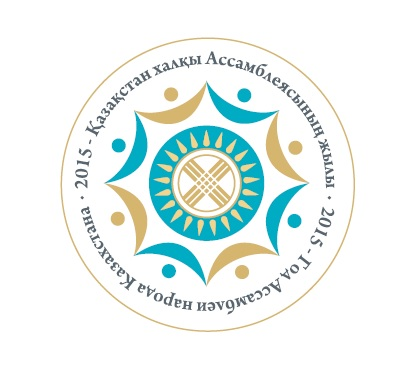 2015 - Қазақстан халқы Ассамблеясының жылы
2015 - Год Ассамблеи народа Казахстана